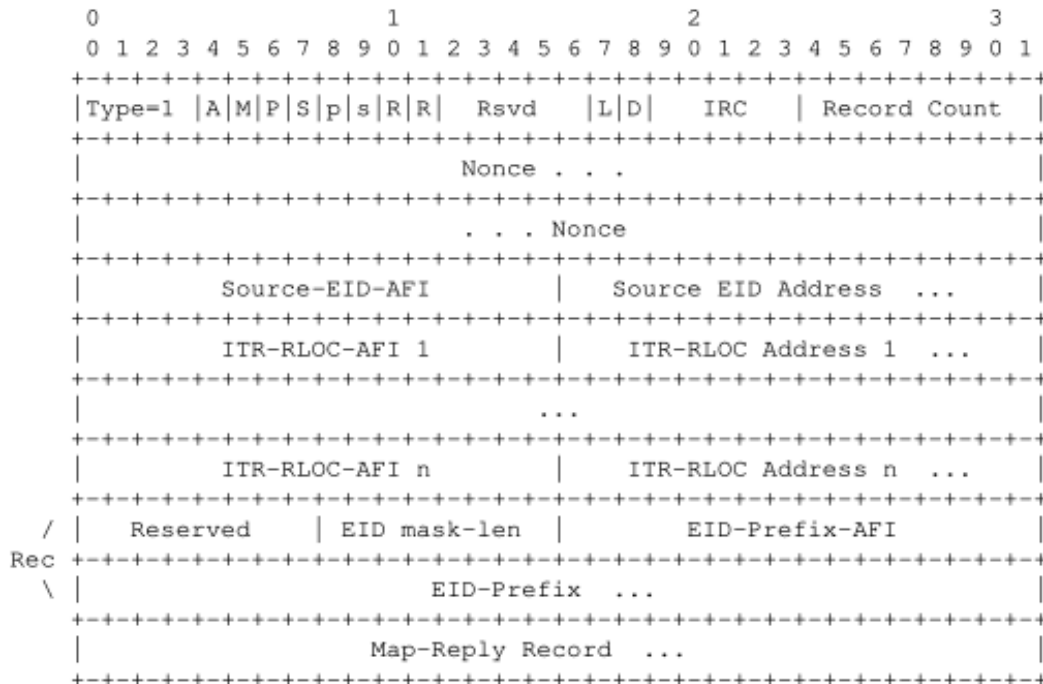 0                   1                   2                   3
 0 1 2 3 4 5 6 7 8 9 0 1 2 3 4 5 6 7 8 9 0 1 2 3 4 5 6 7 8 9 0 1
+-+-+-+-+-+-+-+-+-+-+-+-+-+-+-+-+-+-+-+-+-+-+-+-+-+-+-+-+-+-+-+-+
|Type=1 |A|M|P|S|p|s|R|R|  Rsvd   |L|D|   IRC   | Record Count  |
+-+-+-+-+-+-+-+-+-+-+-+-+-+-+-+-+-+-+-+-+-+-+-+-+-+-+-+-+-+-+-+-+
|                         Nonce . . .                           |
+-+-+-+-+-+-+-+-+-+-+-+-+-+-+-+-+-+-+-+-+-+-+-+-+-+-+-+-+-+-+-+-+
|                         . . . Nonce                           |
+-+-+-+-+-+-+-+-+-+-+-+-+-+-+-+-+-+-+-+-+-+-+-+-+-+-+-+-+-+-+-+-+
|         Source-EID-AFI        |   Source EID Address  ...     |
+-+-+-+-+-+-+-+-+-+-+-+-+-+-+-+-+-+-+-+-+-+-+-+-+-+-+-+-+-+-+-+-+
|         ITR-RLOC-AFI 1        |    ITR-RLOC Address 1  ...    |
+-+-+-+-+-+-+-+-+-+-+-+-+-+-+-+-+-+-+-+-+-+-+-+-+-+-+-+-+-+-+-+-+
|                              ...                              |
+-+-+-+-+-+-+-+-+-+-+-+-+-+-+-+-+-+-+-+-+-+-+-+-+-+-+-+-+-+-+-+-+
|         ITR-RLOC-AFI n        |    ITR-RLOC Address n  ...    |
+-+-+-+-+-+-+-+-+-+-+-+-+-+-+-+-+-+-+-+-+-+-+-+-+-+-+-+-+-+-+-+-+
/ |   Reserved    | EID mask-len  |        EID-Prefix-AFI         |
Rec +-+-+-+-+-+-+-+-+-+-+-+-+-+-+-+-+-+-+-+-+-+-+-+-+-+-+-+-+-+-+-+-+
\ |                       EID-Prefix  ...                         |
+-+-+-+-+-+-+-+-+-+-+-+-+-+-+-+-+-+-+-+-+-+-+-+-+-+-+-+-+-+-+-+-+
|                   Map-Reply Record  ...                       |
+-+-+-+-+-+-+-+-+-+-+-+-+-+-+-+-+-+-+-+-+-+-+-+-+-+-+-+-+-+-+-+-+